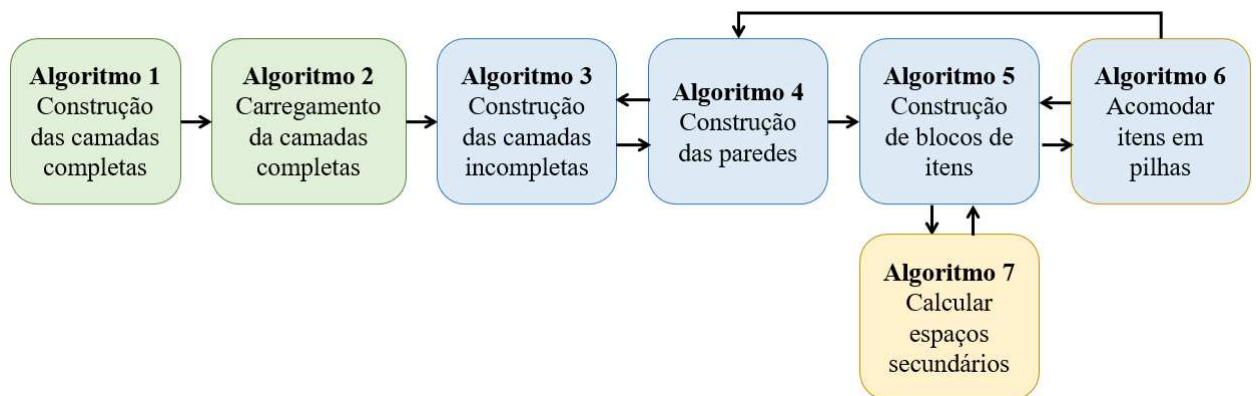 Algoritmo 1
Construção
das camadas
completas
Algoritmo 2
Carregamento
da camadas
completas
Algoritmo 3
Construção
das camadas
incompletas
Algoritmo 4
Construção
das paredes
Algoritmo 5
Construção
de blocos de
itens
Algoritmo 6
Acomodar
itens em
pilhas
Algoritmo 7
Calcular
espaços
secundários